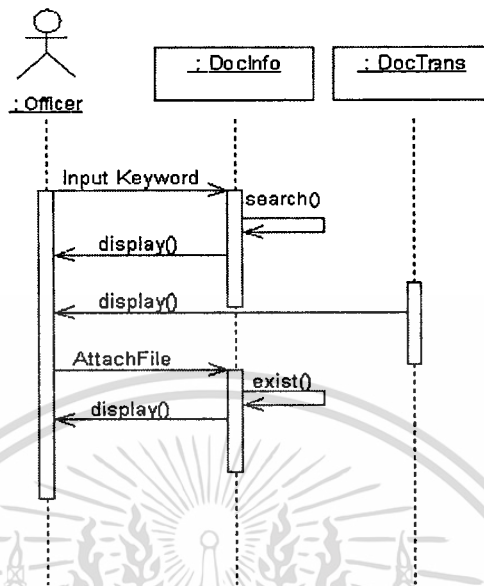 : DocInfo
: DocTrans
: Officer
Input Keyword
search()
display()
display()
AttachFile
exist()
display()